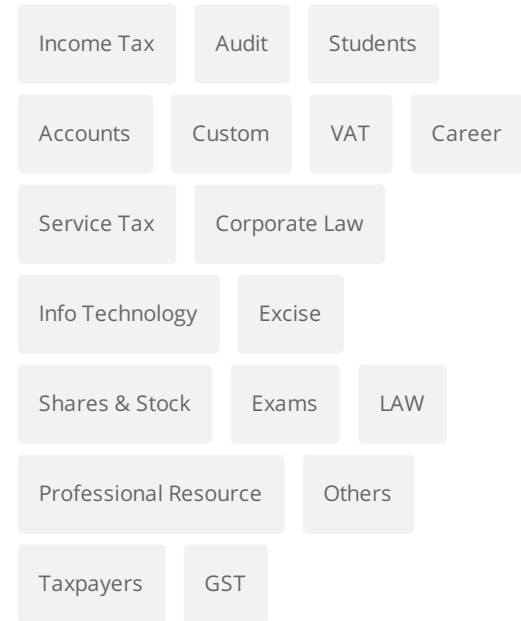 Income Tax Audit Students
Accounts Custom VAT Career
Service Tax Corporate Law
Info Technology Excise
Shares & Stock Exams LAW
Professional Resource Others
Taxpayers GST